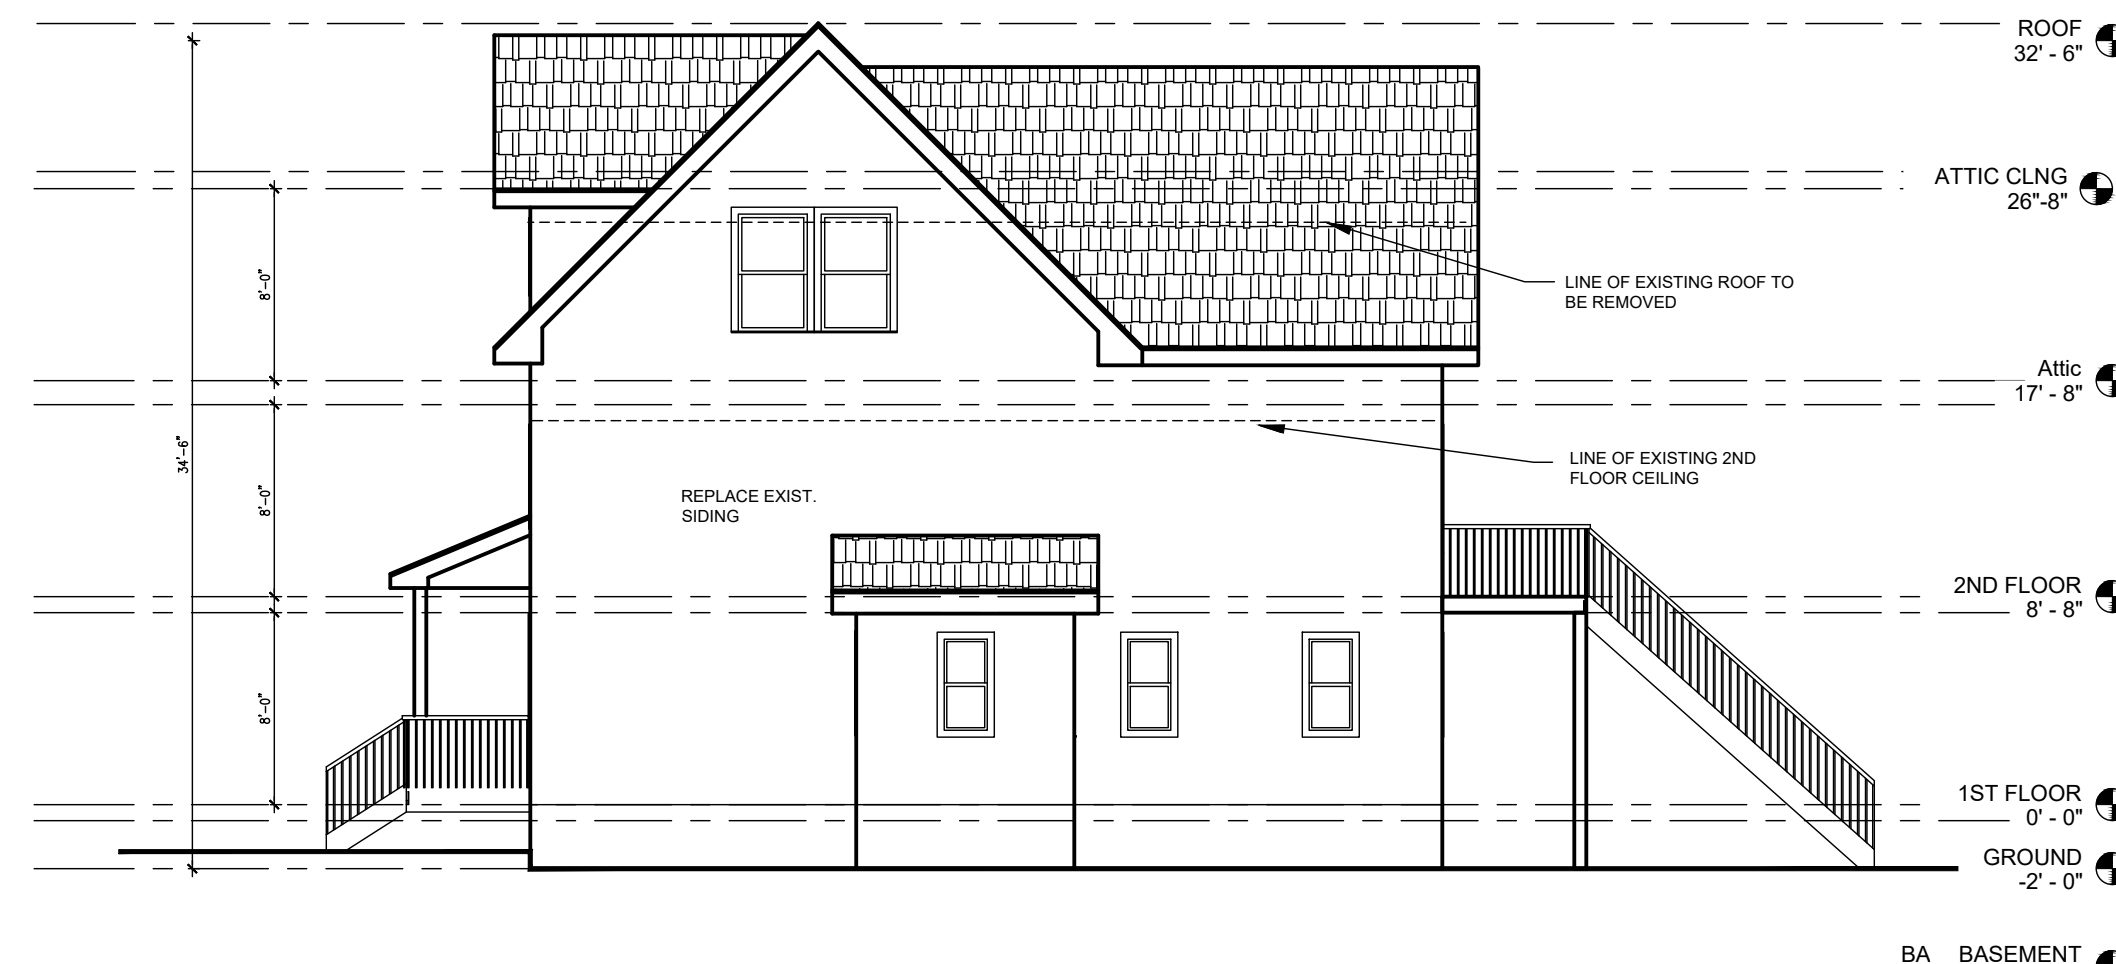 ROOF
32' - 6"
ATTIC CLNG
26"-8"
8'-0"
LINE OF EXISTING ROOF TO
BE REMOVED
Attic
17' - 8"
34'-6"
LINE OF EXISTING 2ND
FLOOR CEILING
8'-0"
REPLACE EXIST.
SIDING
2ND FLOOR
8' - 8"
8'-0"
1ST FLOOR
0' - 0"
GROUND
-2' - 0"
BA BASEMENT